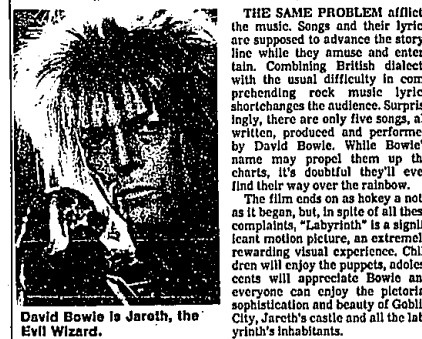 David Bowie is Jareth, the
Evil Wizard.
THE SAME PROBLEM afflict
the music. Songs and their lyric
are supposed to advance the story
line while they amuse and enter
tain. Combining British dialect
with the usual difficulty in com
prehending rock music lyric
shortchanges the audience. Surpris
ingly, there are only five songs, a
written, produced and performe
by David Bowie. While Bowie'
name may propel them up th
charts, it's doubtful they'll eve
find their way over the rainbow.
The film ends on as hokey a not
as it began, but, in spite of all thes
complaints, "Labyrinth" is a signi
icant motion picture, an extremel
rewarding visual experience. Chi
dren will enjoy the puppets, adoles
cents will appreciate Bowie an
everyone can enjoy the pictoria
sophistication and beauty of Gobli
City, Jareth's castle and all the lab
yrinth's inhabitants.